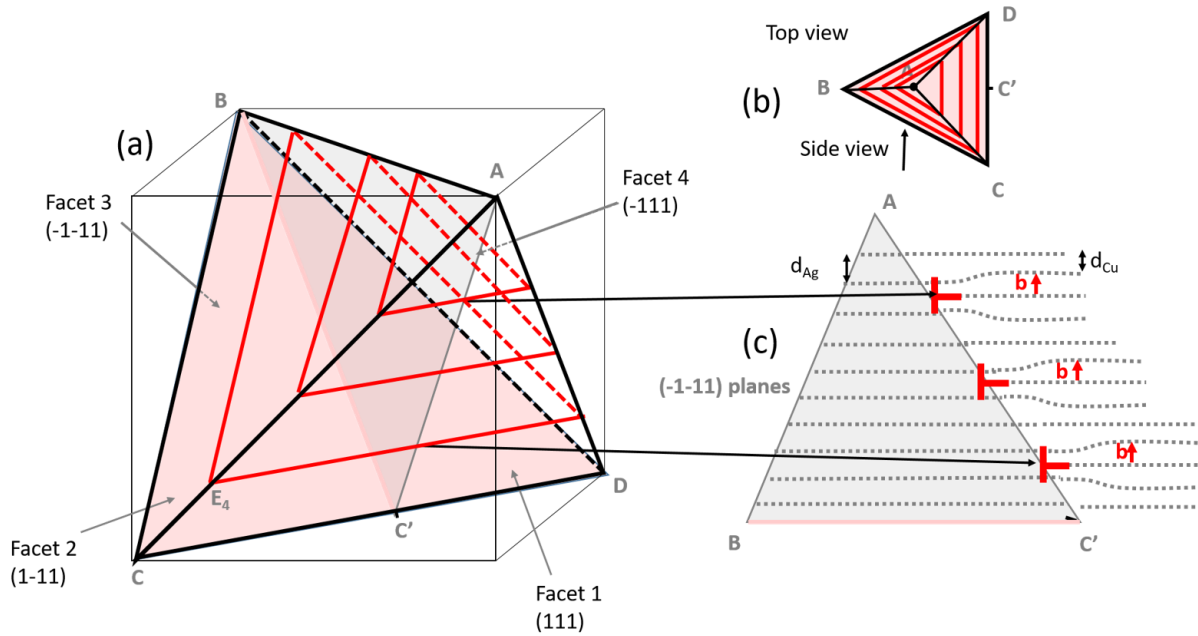 (a)
B
A
Facet 3
(-1-11)
Facet 4
(-111)
E4
D
C'
C
Facet 2
(1-11)
Facet 1
(111)
(b)
Top view
D
B
A
C'
C
Side view
(c)
A
dAg
dCu
b
b
b
(-1-11) planes
B
C'